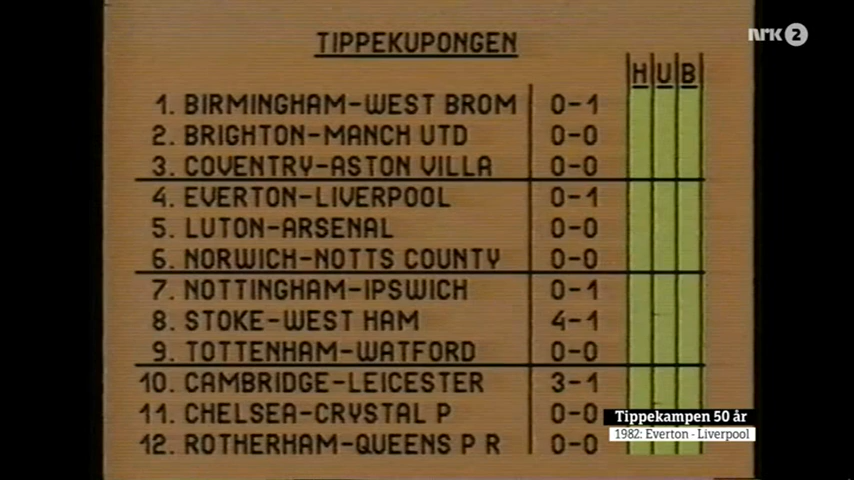 NRK 2
TIPPEKUPONGEN
H U B
1. BIRMINGHAM-WEST BROM 0-1
2. BRIGHTON-MANCH UTD 0-0
3. COVENTRY-ASTON VILLA 0-0
4. EVERTON-LIVERPOOL 0-1
5. LUTON-ARSENAL 0-0
6. NORWICH-NOTTS COUNTY 0-0
7. NOTTINGHAM-IPSWICH 0-1
8. STOKE-WEST HAM 4-1
9. TOTTENHAM-WATFORD 0-0
10. CAMBRIDGE-LEICESTER 3-1
11. CHELSEA-CRYSTAL P 0-0
12. ROTHERHAM-QUEENS P R 0-0
Tippekampen 50 år
1982: Everton - Liverpool